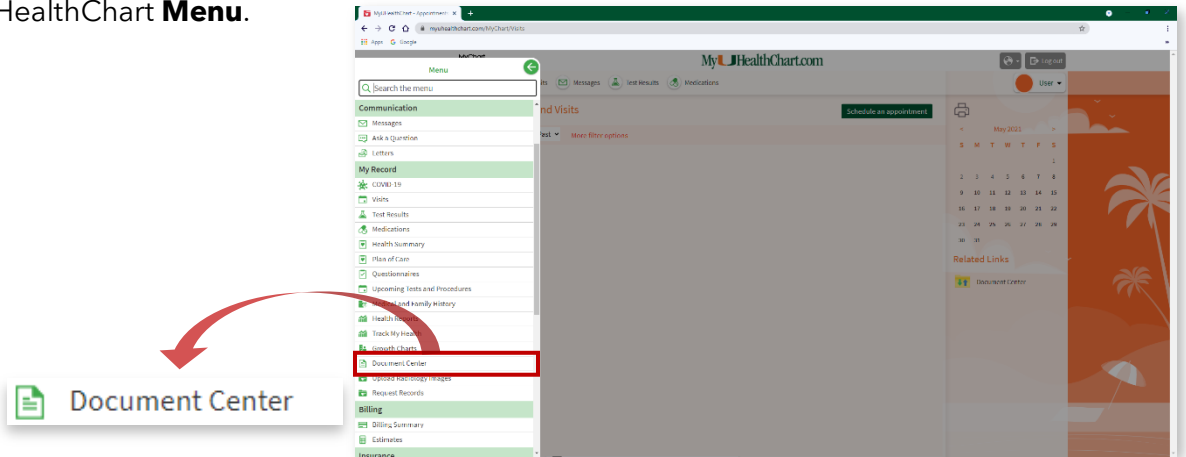 HealthChart Menu.
MyUHealthChart - Appointment
myuhealthchart.com/MyChart/Visits
Apps Google
MyChart
MyUHealthChart.com
Log out
Menu
Search the menu
Messages Test Results Medications
User
Communication
nd Visits
Schedule an appointment
Messages
Ask a Question
Past More filter options
May 2021
Letters
S M T W T F S
My Record
1
COVID-19
2 3 4 5 6 7 8
Visits
9 10 11 12 13 14 15
Test Results
16 17 18 19 20 21 22
Medications
23 24 25 26 27 28 29
Health Summary
30 31
Plan of Care
Related Links
Questionnaires
Document Center
Upcoming Tests and Procedures
Medical and Family History
Health Reports
Track My Health
Growth Charts
Document Center
Upload Radiology Images
Request Records
Document Center
Billing
Billing Summary
Estimates
Insurance